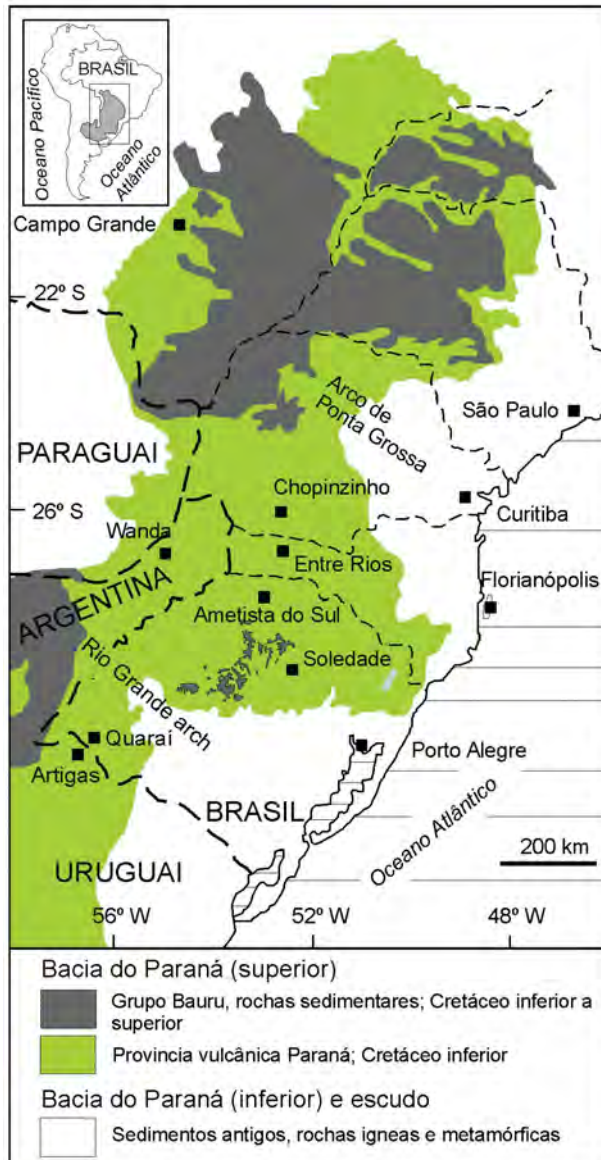 BRASIL
Oceano Pacífico
Oceano
Atlântico
Campo Grande
22º S
Arco de
Ponta Grossa
São Paulo
PARAGUAI
Chopinzinho
26º S
Curitiba
Wanda
Entre Rios
Florianópolis
ARGENTINA
Ametista do Sul
Soledade
Rio Grande arch
Quaraí
Artigas
Porto Alegre
BRASIL
Oceano Atlântico
200 km
URUGUAI
56º W
52º W
48º W
Bacia do Paraná (superior)
Grupo Bauru, rochas sedimentares; Cretáceo inferior a
superior
Provincia vulcânica Paraná; Cretáceo inferior
Bacia do Paraná (inferior) e escudo
Sedimentos antigos, rochas igneas e metamórficas